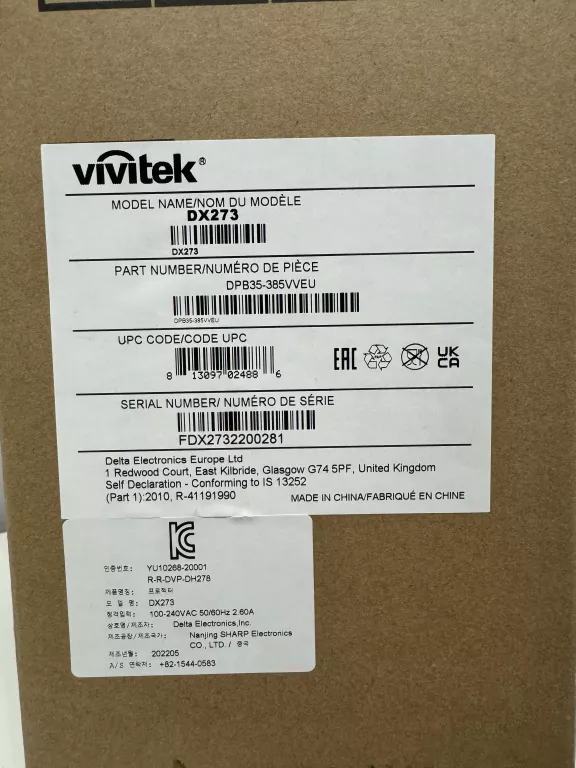 vivitek®
MODEL NAME/NOM DU MODÈLE
DX273
DX273
PART NUMBER/NUMÉRO DE PIÈCE
DPB35-385VVEU
DPB35-385VVEU
UPC CODE/CODE UPC
8 13097 02488 6
EAC
UK
CA
SERIAL NUMBER/ NUMÉRO DE SÉRIE
FDX2732200281
Delta Electronics Europe Ltd
1 Redwood Court, East Kilbride, Glasgow G74 5PF, United Kingdom
Self Declaration - Conforming to IS 13252
(Part 1):2010, R-41191990
MADE IN CHINA/FABRIQUÉ EN CHINE
인증번호: YU10268-20001
R-R-DVP-DH278
제품명칭: 프로젝터
모 델 명: DX273
정격입력: 100-240VAC 50/60Hz 2.60A
상호명/제조자: Delta Electronics,Inc.
제조공장/제조국가: Nanjing SHARP Electronics
CO., LTD. / 중국
제조년월: 202205
A/S 연락처: +82-1544-0583